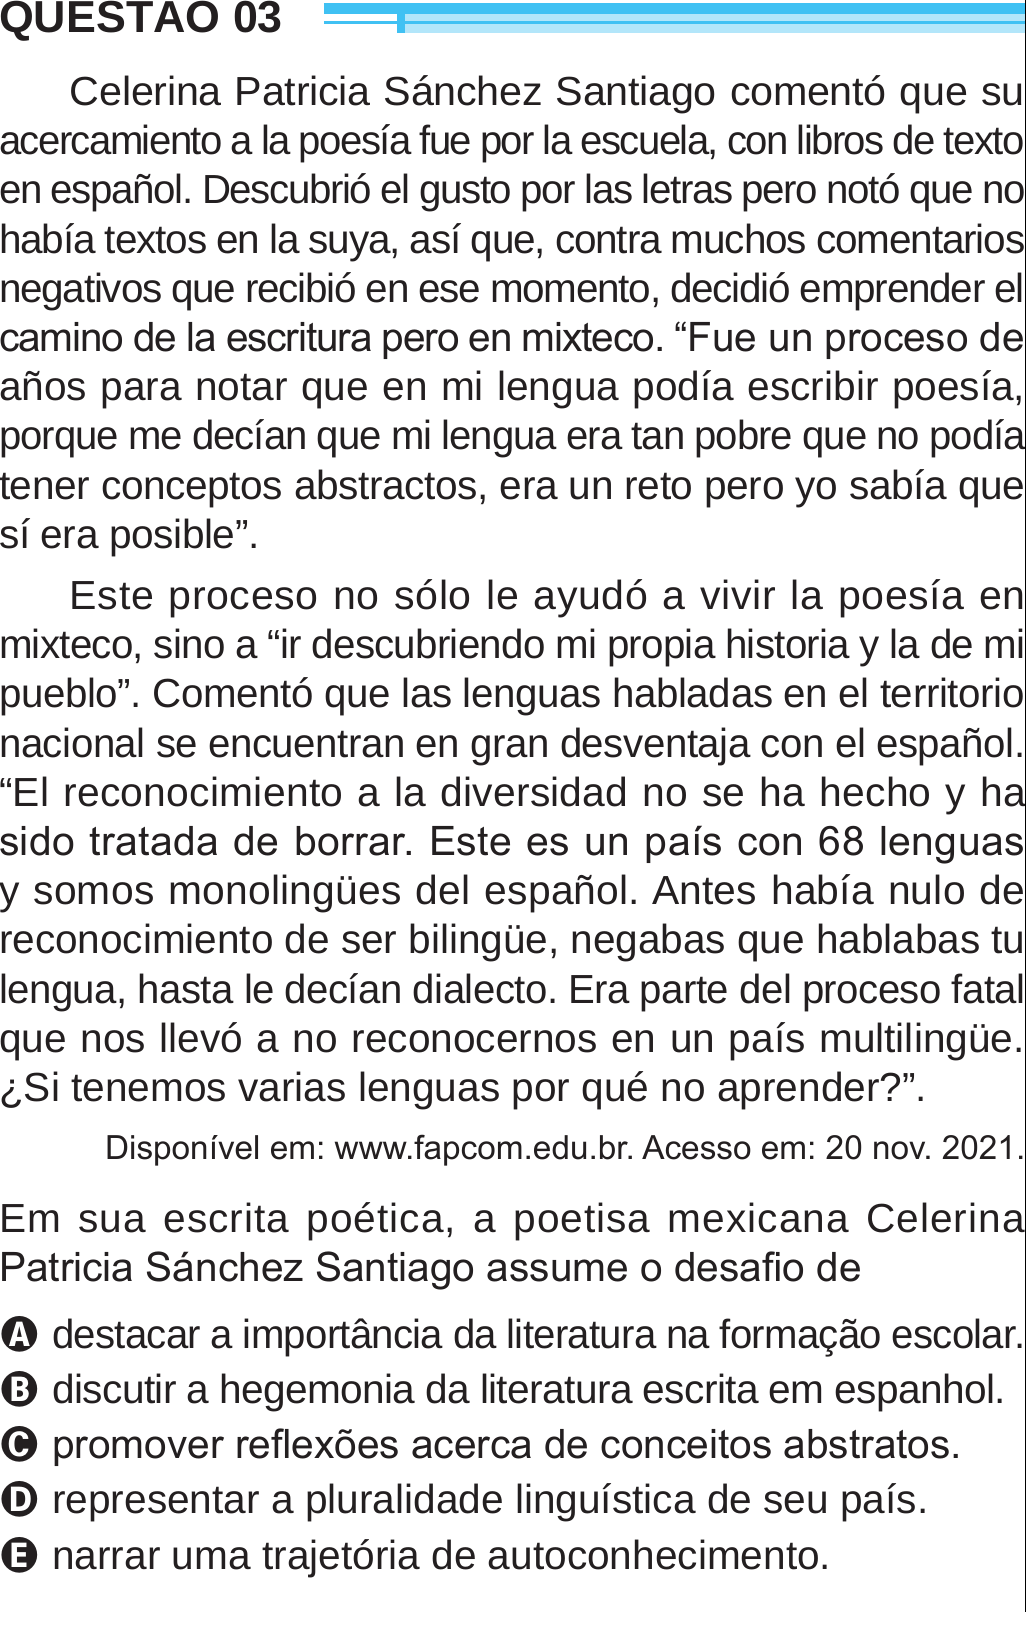 QUESTÃO 03
Celerina Patricia Sánchez Santiago comentó que su
acercamiento a la poesía fue por la escuela, con libros de texto
en español. Descubrió el gusto por las letras pero notó que no
había textos en la suya, así que, contra muchos comentarios
negativos que recibió en ese momento, decidió emprender el
camino de la escritura pero en mixteco. “Fue un proceso de
años para notar que en mi lengua podía escribir poesía,
porque me decían que mi lengua era tan pobre que no podía
tener conceptos abstractos, era un reto pero yo sabía que
sí era posible”.
Este proceso no sólo le ayudó a vivir la poesía en
mixteco, sino a “ir descubriendo mi propia historia y la de mi
pueblo”. Comentó que las lenguas habladas en el territorio
nacional se encuentran en gran desventaja con el español.
“El reconocimiento a la diversidad no se ha hecho y ha
sido tratada de borrar. Este es un país con 68 lenguas
y somos monolingües del español. Antes había nulo de
reconocimiento de ser bilingüe, negabas que hablabas tu
lengua, hasta le decían dialecto. Era parte del proceso fatal
que nos llevó a no reconocernos en un país multilingüe.
¿Si tenemos varias lenguas por qué no aprender?”.
Disponível em: www.fapcom.edu.br. Acesso em: 20 nov. 2021.
Em sua escrita poética, a poetisa mexicana Celerina
Patricia Sánchez Santiago assume o desafio de
A destacar a importância da literatura na formação escolar.
B discutir a hegemonia da literatura escrita em espanhol.
C promover reflexões acerca de conceitos abstratos.
D representar a pluralidade linguística de seu país.
E narrar uma trajetória de autoconhecimento.